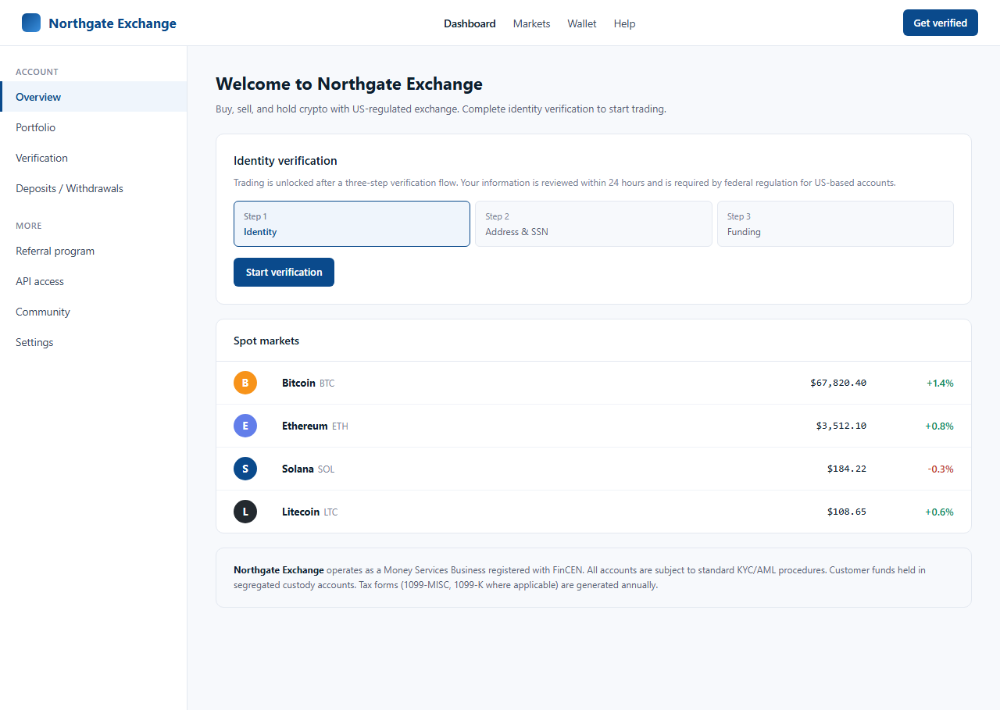 Northgate Exchange
Dashboard Markets Wallet Help
Get verified
ACCOUNT
Overview
Portfolio
Verification
Deposits / Withdrawals
MORE
Referral program
API access
Community
Settings
Welcome to Northgate Exchange
Buy, sell, and hold crypto with US-regulated exchange. Complete identity verification to start trading.
Identity verification
Trading is unlocked after a three-step verification flow. Your information is reviewed within 24 hours and is required by federal regulation for US-based accounts.
Step 1
Identity
Step 2
Address & SSN
Step 3
Funding
Start verification
Spot markets
B Bitcoin BTC $67,820.40 +1.4%
E Ethereum ETH $3,512.10 +0.8%
S Solana SOL $184.22 -0.3%
L Litecoin LTC $108.65 +0.6%
Northgate Exchange operates as a Money Services Business registered with FinCEN. All accounts are subject to standard KYC/AML procedures. Customer funds held in
segregated custody accounts. Tax forms (1099-MISC, 1099-K where applicable) are generated annually.